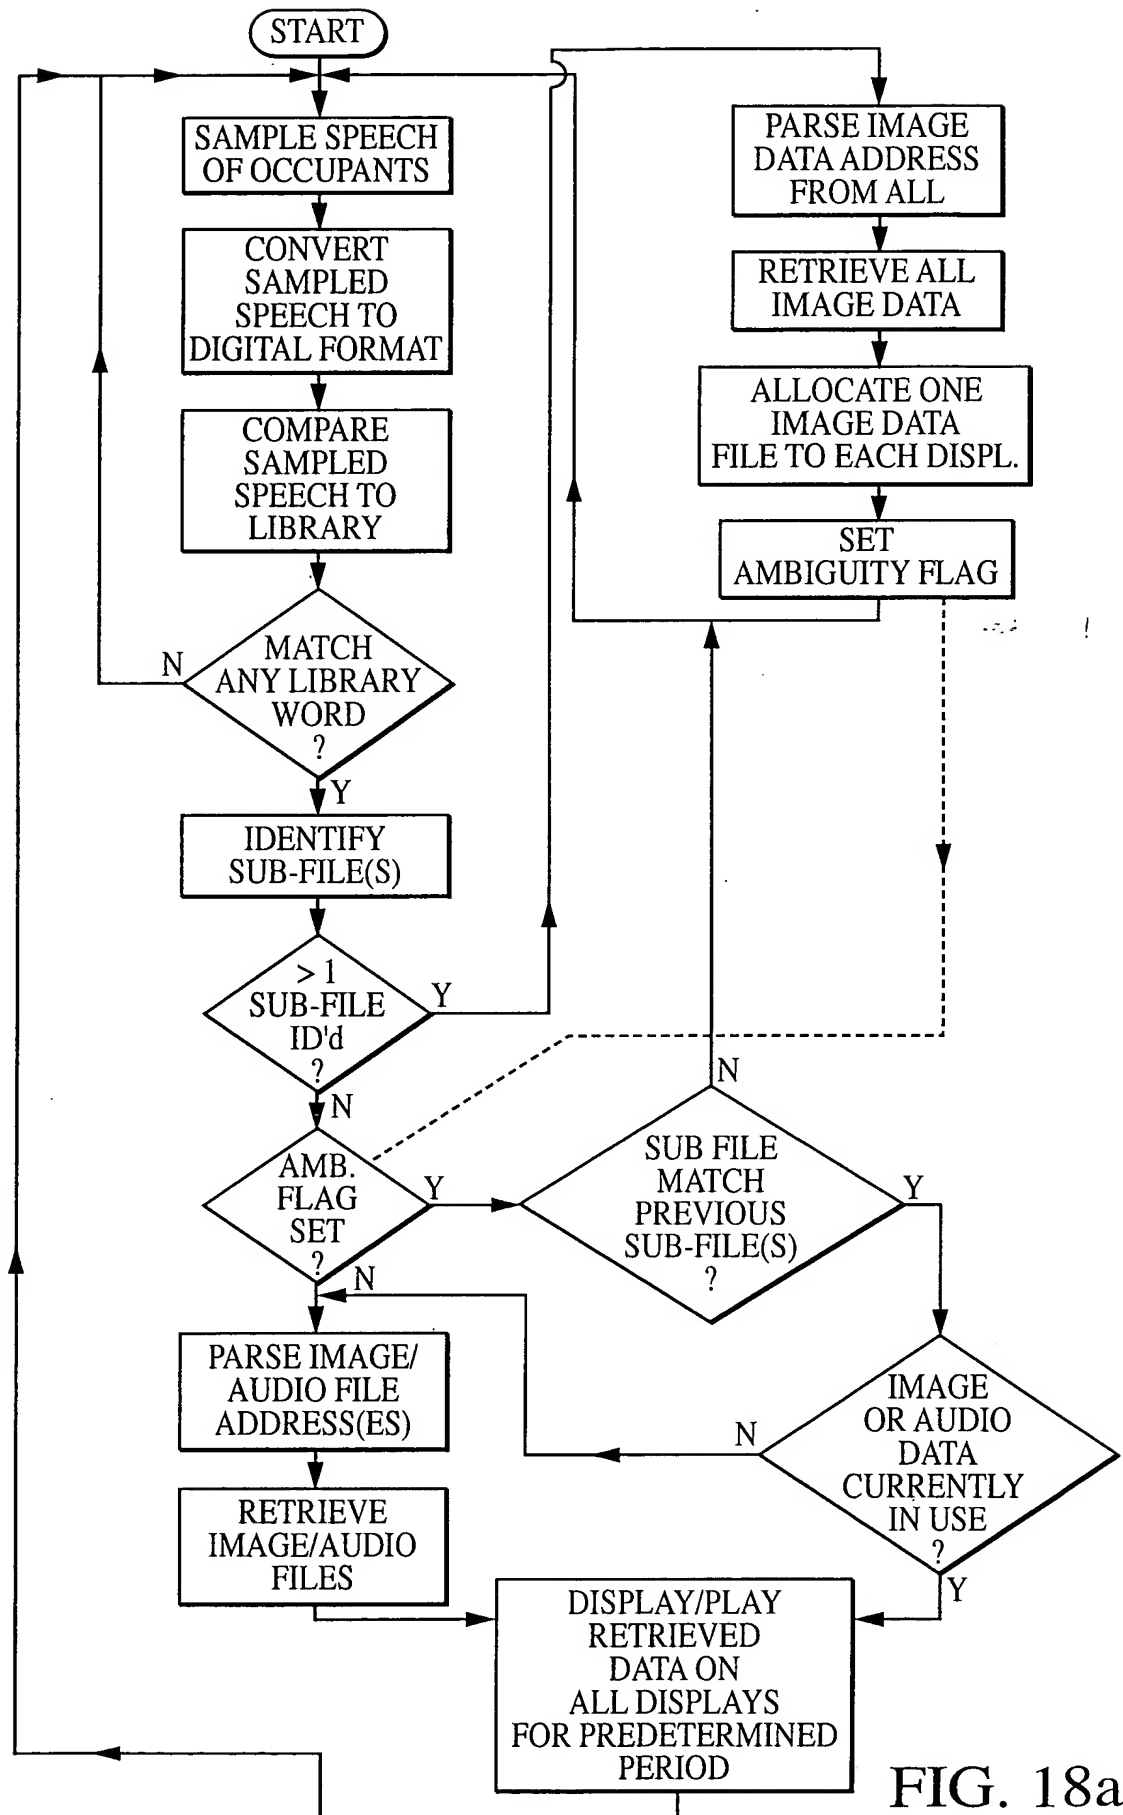 START
SAMPLE SPEECH
OF OCCUPANTS
CONVERT
SAMPLED
SPEECH TO
DIGITAL FORMAT
COMPARE
SAMPLED
SPEECH TO
LIBRARY
MATCH
ANY LIBRARY
WORD
?
N
Y
IDENTIFY
SUB-FILE(S)
> 1
SUB-FILE
ID'd
?
Y
N
AMB.
FLAG
SET
?
Y
N
PARSE IMAGE/
AUDIO FILE
ADDRESS(ES)
RETRIEVE
IMAGE/AUDIO
FILES
PARSE IMAGE
DATA ADDRESS
FROM ALL
RETRIEVE ALL
IMAGE DATA
ALLOCATE ONE
IMAGE DATA
FILE TO EACH DISPL.
SET
AMBIGUITY FLAG
N
SUB FILE
MATCH
PREVIOUS
SUB-FILE(S)
?
Y
IMAGE
OR AUDIO
DATA
CURRENTLY
IN USE
?
N
Y
DISPLAY/PLAY
RETRIEVED
DATA ON
ALL DISPLAYS
FOR PREDETERMINED
PERIOD
FIG. 18a